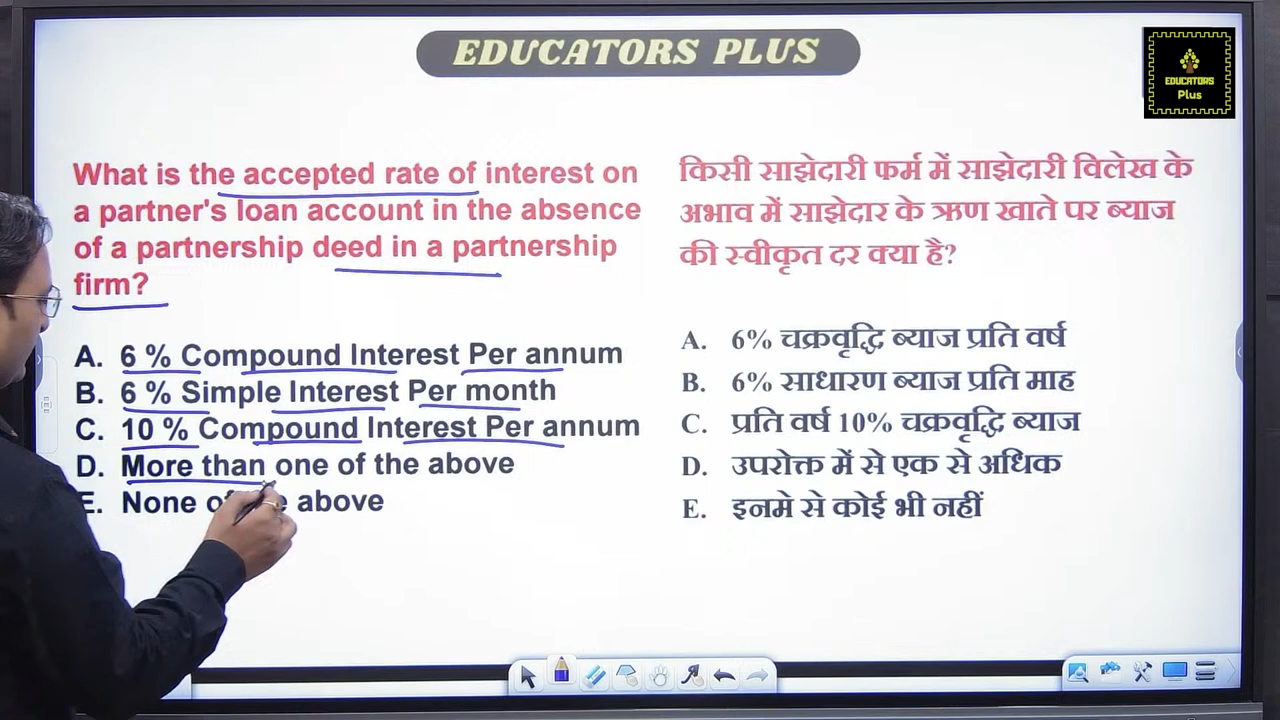 EDUCATORS PLUS
EDUCATORS
Plus
What is the accepted rate of interest on
a partner's loan account in the absence
of a partnership deed in a partnership
firm?
A. 6 % Compound Interest Per annum
B. 6 % Simple Interest Per month
C. 10 % Compound Interest Per annum
D. More than one of the above
E. None of above
किसी साझेदारी फर्म में साझेदारी विलेख के
अभाव में साझेदार के ऋण खाते पर ब्याज
की स्वीकृत दर क्या है?
A. 6% चक्रवृद्धि ब्याज प्रति वर्ष
B. 6% साधारण ब्याज प्रति माह
C. प्रति वर्ष 10% चक्रवृद्धि ब्याज
D. उपरोक्त में से एक से अधिक
E. इनमे से कोई भी नहीं